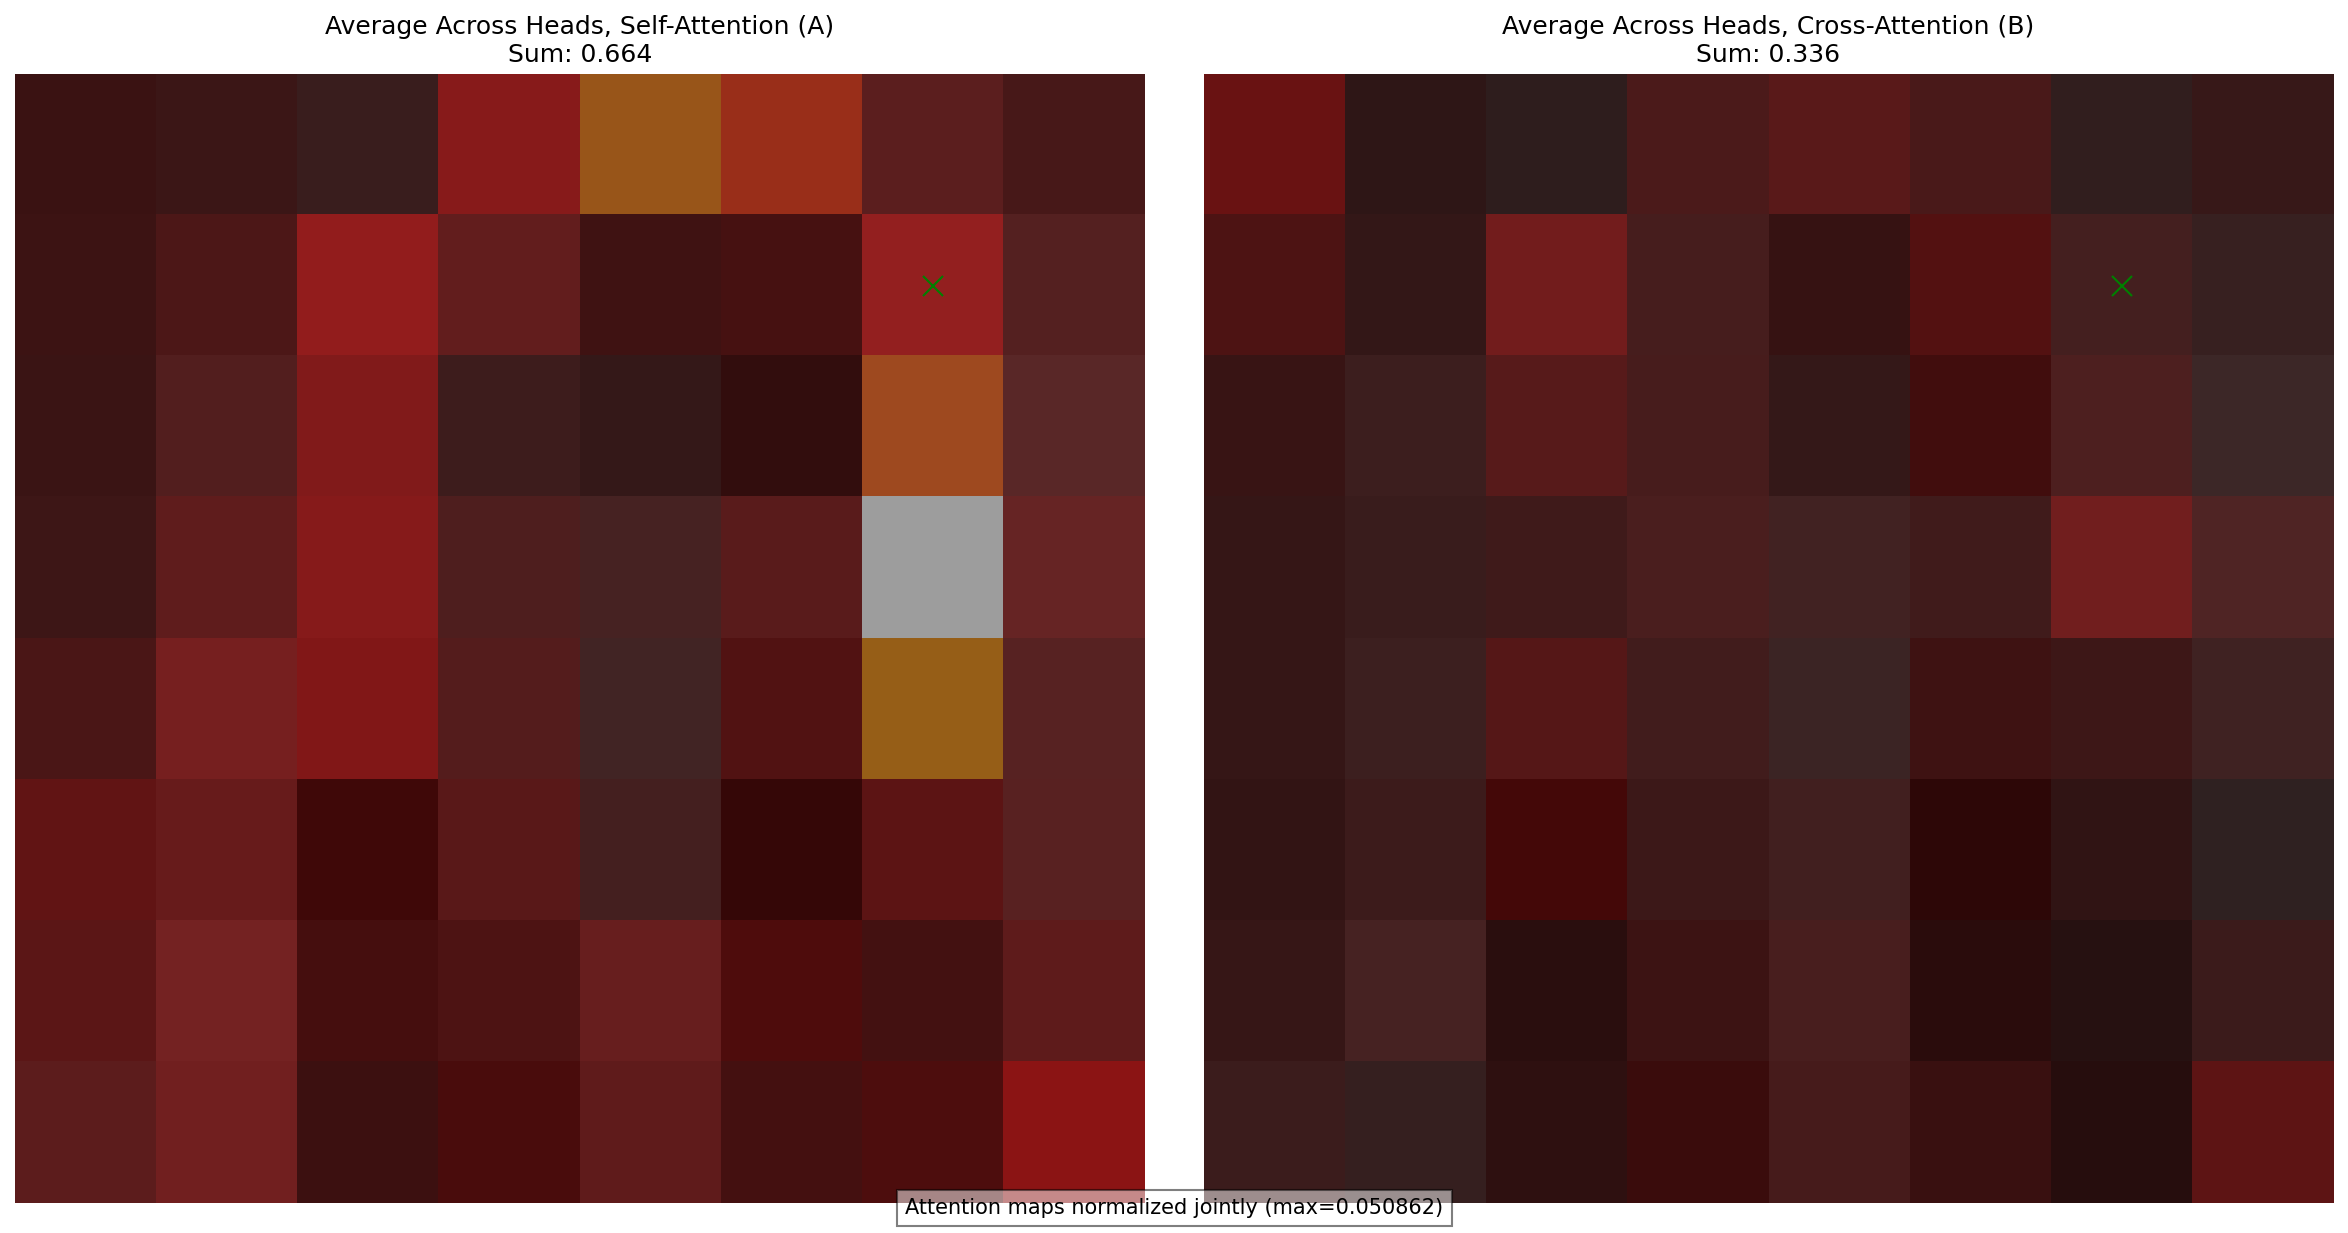 Average Across Heads, Self-Attention (A)
Sum: 0.664
Average Across Heads, Cross-Attention (B)
Sum: 0.336
Attention maps normalized jointly (max=0.050862)